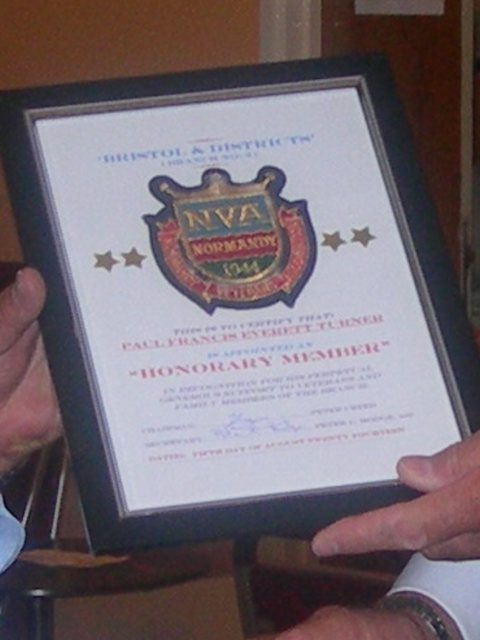 'BRISTOL & DISTRICTS'
NVA
NORMANDY
1944
THIS IS TO CERTIFY THAT:
PAUL FRANCIS EVERETT TURNER
IS APPOINTED AN
"HONORARY MEMBER"
IN RECOGNITION FOR HIS PERPETUAL
GENEROUS SUPPORT TO VETERANS AND
FAMILY MEMBERS OF THE BRANCH.
CHAIRMAN: PETER
SECRETARY: PETER
DATED: DAY OF AUGUST TWENTY FOURTEEN